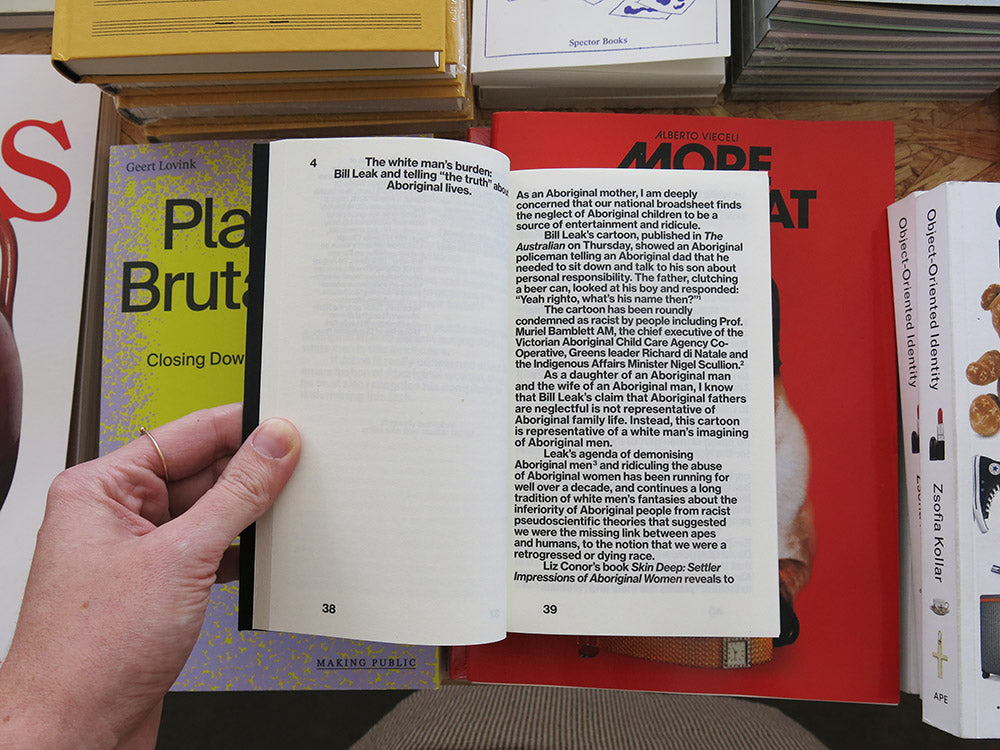 Spector Books
S
Geert Lovink
Pla
Bruta
Closing Dow
MAKING PUBLIC
ALBERTO VIECELI
MORE
AT
4
The white man's burden:
Bill Leak and telling “the truth” about
Aboriginal lives.
38
As an Aboriginal mother, I am deeply
concerned that our national broadsheet finds
the neglect of Aboriginal children to be a
source of entertainment and ridicule.
Bill Leak's cartoon, published in The
Australian on Thursday, showed an Aboriginal
policeman telling an Aboriginal dad that he
needed to sit down and talk to his son about
personal responsibility. The father, clutching
a beer can, looked at his boy and responded:
“Yeah righto, what's his name then?”¹
The cartoon has been roundly
condemned as racist by people including Prof.
Muriel Bamblett AM, the chief executive of the
Victorian Aboriginal Child Care Agency Co-
Operative, Greens leader Richard di Natale and
the Indigenous Affairs Minister Nigel Scullion.²
As a daughter of an Aboriginal man
and the wife of an Aboriginal man, I know
that Bill Leak's claim that Aboriginal fathers
are neglectful is not representative of
Aboriginal family life. Instead, this cartoon
is representative of a white man's imagining
of Aboriginal men.
Leak's agenda of demonising
Aboriginal men³ and ridiculing the abuse
of Aboriginal women has been running for
well over a decade, and continues a long
tradition of white men's fantasies about the
inferiority of Aboriginal people from racist
pseudoscientific theories that suggested
we were the missing link between apes
and humans, to the notion that we were a
retrogressed or dying race.
Liz Conor's book Skin Deep: Settler
Impressions of Aboriginal Women reveals to
39
Object-Oriented Identity
Zsofia
Object-Oriented Identity
Zsofia Kollar
APE